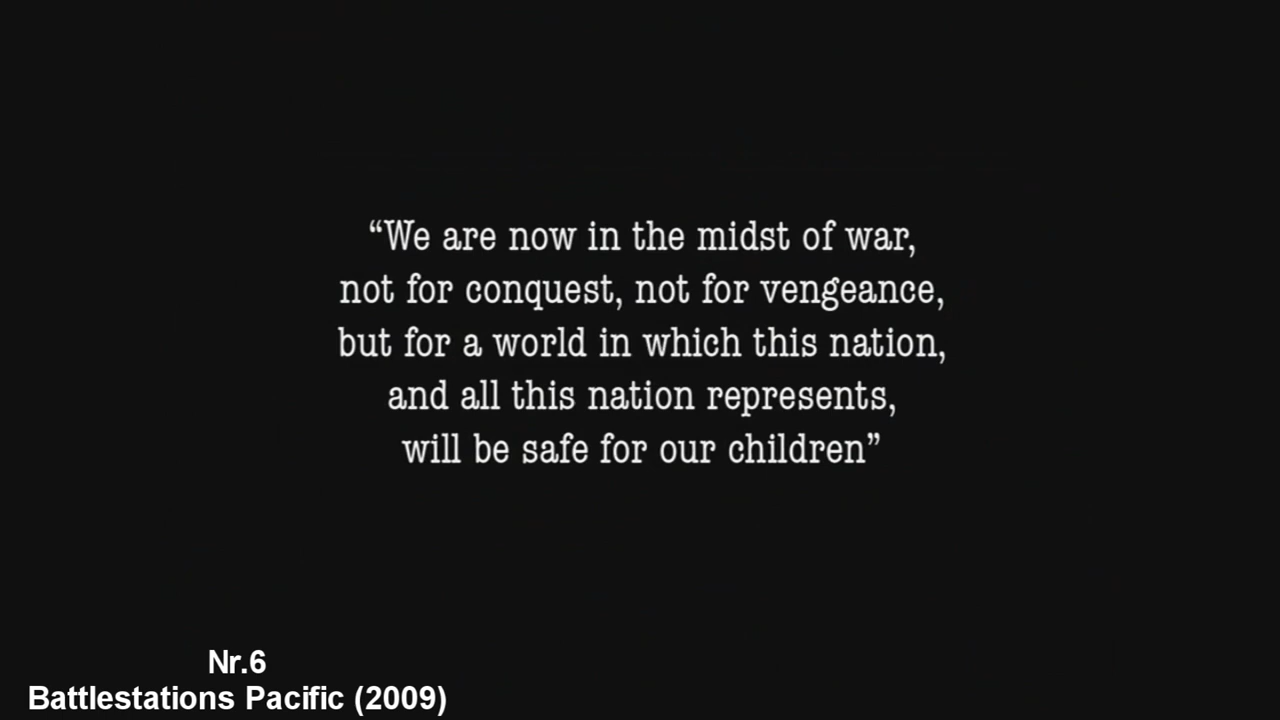 “We are now in the midst of war,
not for conquest, not for vengeance,
but for a world in which this nation,
and all this nation represents,
will be safe for our children”
Nr.6
Battlestations Pacific (2009)